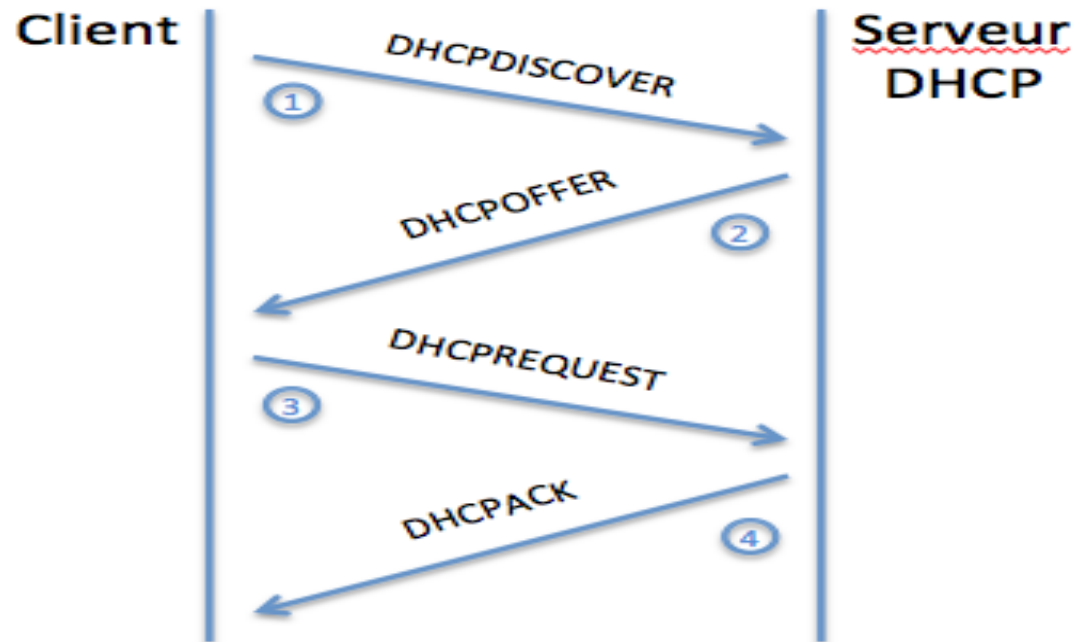 Client
Serveur
DHCP
DHCPDISCOVER
1
DHCPOFFER
2
DHCPREQUEST
3
DHCPACK
4